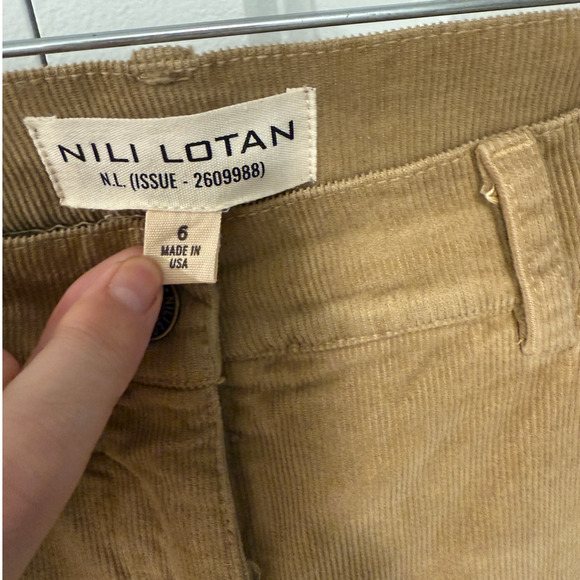 NILI LOTAN
N.L. (ISSUE - 2609988)
6
MADE IN
USA